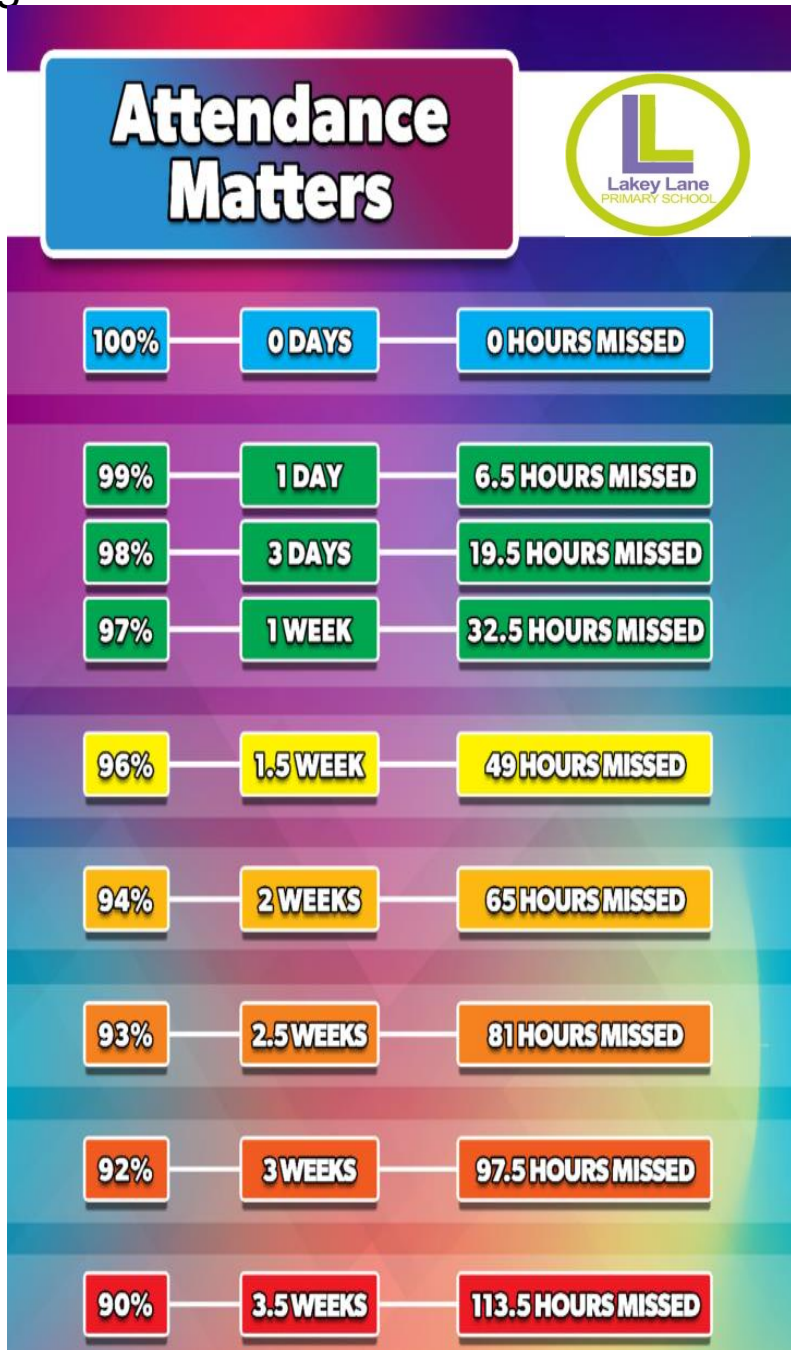 Attendance
Matters
Lakey Lane
PRIMARY SCHOOL
100% 0 DAYS 0 HOURS MISSED
99% 1 DAY 6.5 HOURS MISSED
98% 3 DAYS 19.5 HOURS MISSED
97% 1 WEEK 32.5 HOURS MISSED
96% 1.5 WEEK 49 HOURS MISSED
94% 2 WEEKS 65 HOURS MISSED
93% 2.5 WEEKS 81 HOURS MISSED
92% 3 WEEKS 97.5 HOURS MISSED
90% 3.5 WEEKS 113.5 HOURS MISSED